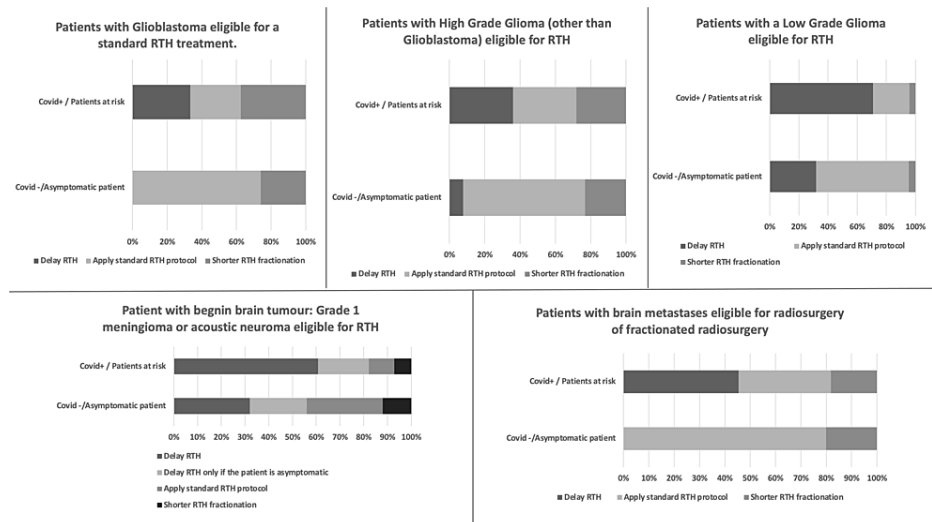 Patients with Glioblastoma eligible for a
standard RTH treatment.
Covid+ / Patients at risk
Covid -/Asymptomatic patient
0% 20% 40% 60% 80% 100%
Delay RTH Apply standard RTH protocol Shorter RTH fractionation
Patients with High Grade Glioma (other than
Glioblastoma) eligible for RTH
Covid+ / Patients at risk
Covid -/Asymptomatic patient
0% 20% 40% 60% 80% 100%
Delay RTH Apply standard RTH protocol Shorter RTH fractionation
Patients with a Low Grade Glioma
eligible for RTH
Covid+ / Patients at risk
Covid -/Asymptomatic patient
0% 20% 40% 60% 80% 100%
Delay RTH Apply standard RTH protocol
Shorter RTH fractionation
Patient with begnin brain tumour: Grade 1
meningioma or acoustic neuroma eligible for RTH
Covid+ / Patients at risk
Covid -/Asymptomatic patient
0% 10% 20% 30% 40% 50% 60% 70% 80% 90% 100%
Delay RTH
Delay RTH only if the patient is asymptomatic
Apply standard RTH protocol
Shorter RTH fractionation
Patients with brain metastases eligible for radiosurgery
of fractionated radiosurgery
Covid+ / Patients at risk
Covid -/Asymptomatic patient
0% 10% 20% 30% 40% 50% 60% 70% 80% 90% 100%
Delay RTH Apply standard RTH protocol Shorter RTH fractionation